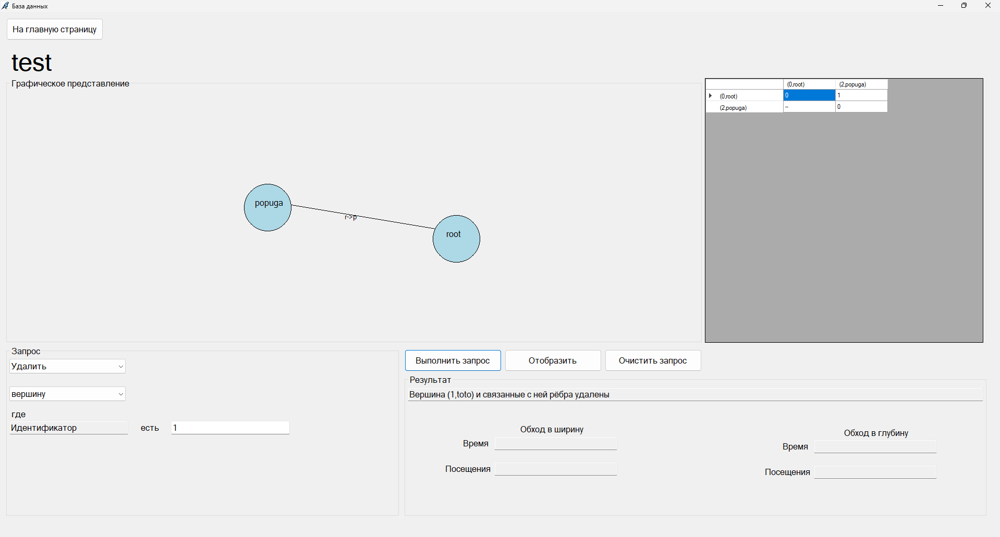 База данных
На главную страницу
test
Графическое представление
(0,root) (2,popuga)
(0,root) 0 1
(2,popuga) -- 0
popuga
r->p
root
Запрос
Удалить
вершину
где
Идентификатор есть 1
Выполнить запрос Отобразить Очистить запрос
Результат
Вершина (1,toto) и связанные с ней рёбра удалены
Обход в ширину
Время
Посещения
Обход в глубину
Время
Посещения